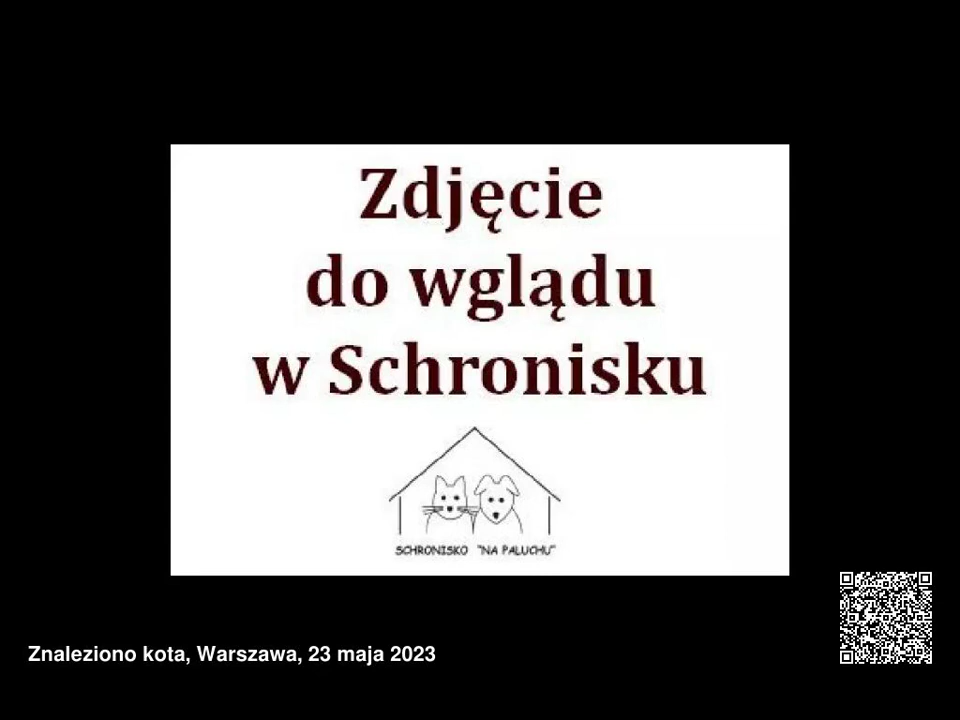 Zdjęcie
do wglądu
w Schronisku
SCHRONISKO "NA PALUCHU"
Znaleziono kota, Warszawa, 23 maja 2023